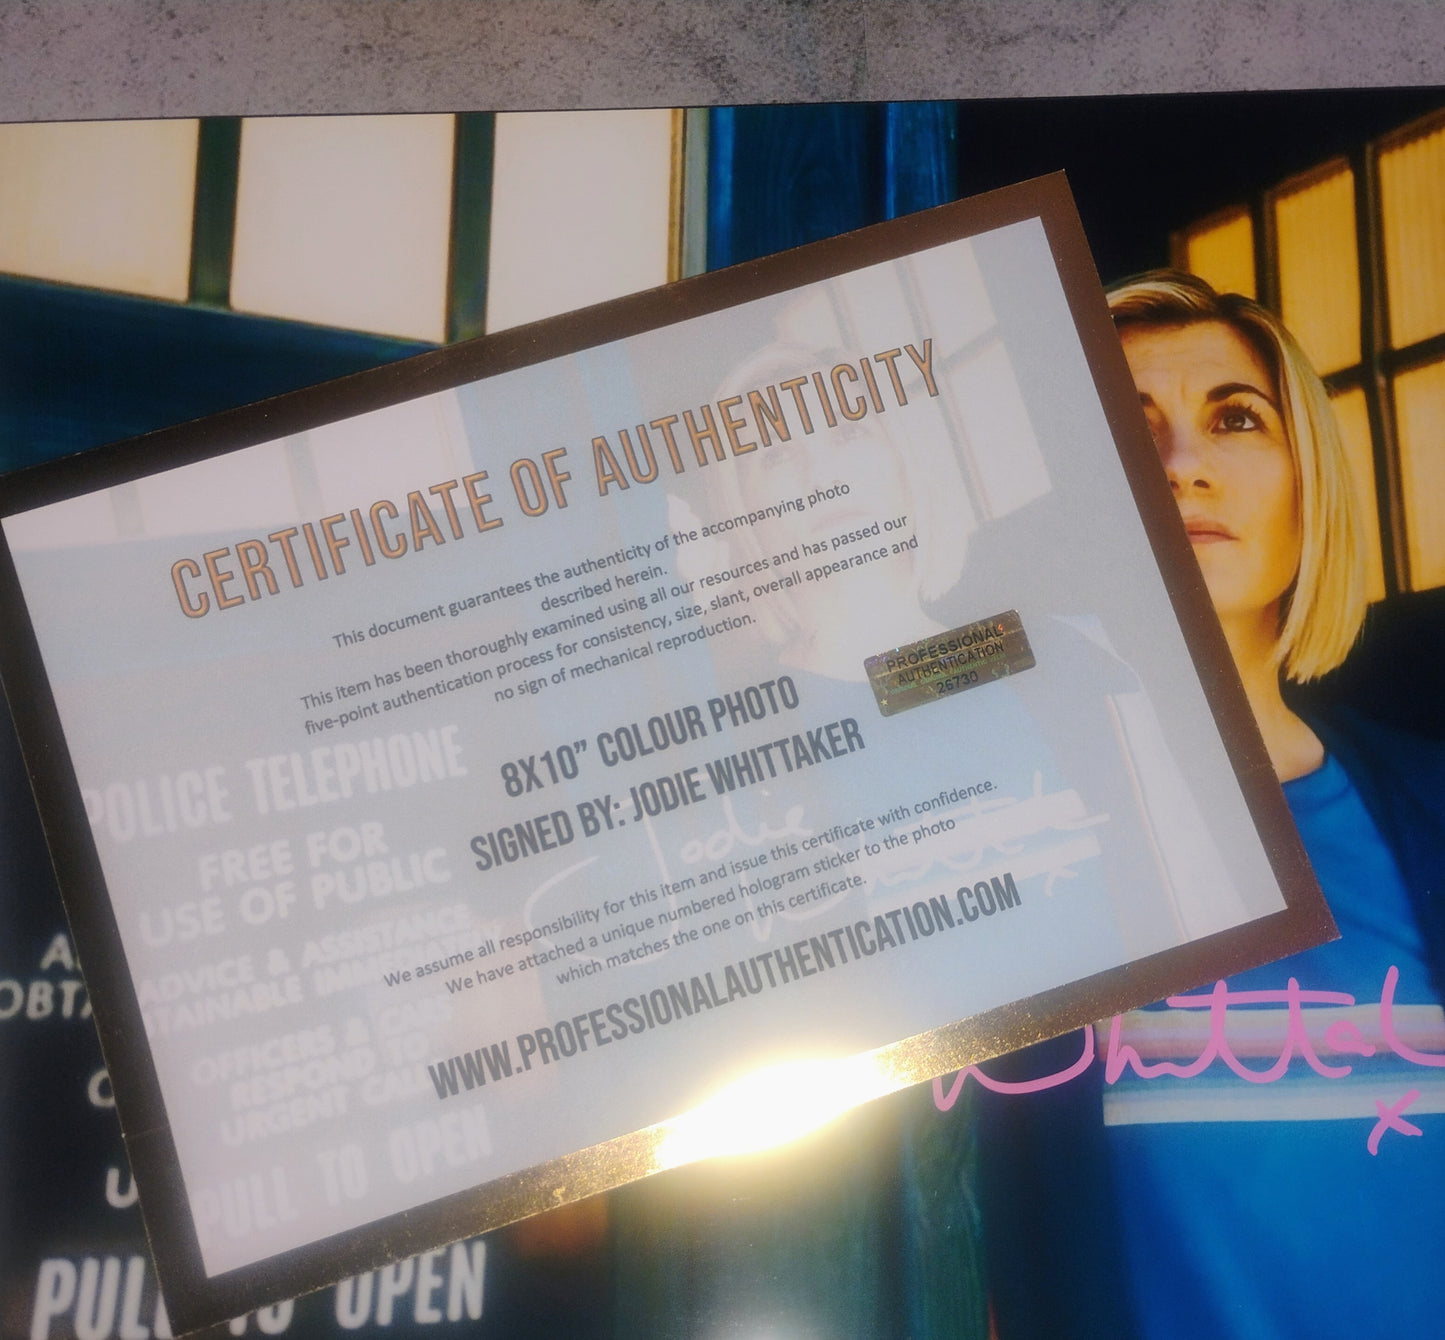 CERTIFICATE OF AUTHENTICITY
This document guarantees the authenticity of the accompanying photo
described herein.
This item has been thoroughly examined using all our resources and has passed our
five-point authentication process for consistency, size, slant, overall appearance and
no sign of mechanical reproduction.
PROFESSIONAL
AUTHENTICATION
26730
8X10” COLOUR PHOTO
SIGNED BY: JODIE WHITTAKER
We assume all responsibility for this item and issue this certificate with confidence.
We have attached a unique numbered hologram sticker to the photo
which matches the one on this certificate.
WWW.PROFESSIONALAUTHENTICATION.COM
POLICE TELEPHONE
FREE FOR
USE OF PUBLIC
ADVICE & ASSISTANCE
OBTAINABLE IMMEDIATELY
OFFICERS & CARS
RESPOND TO
URGENT CALLS
PULL TO OPEN
Jodie
Whittak
x
PULL TO OPEN